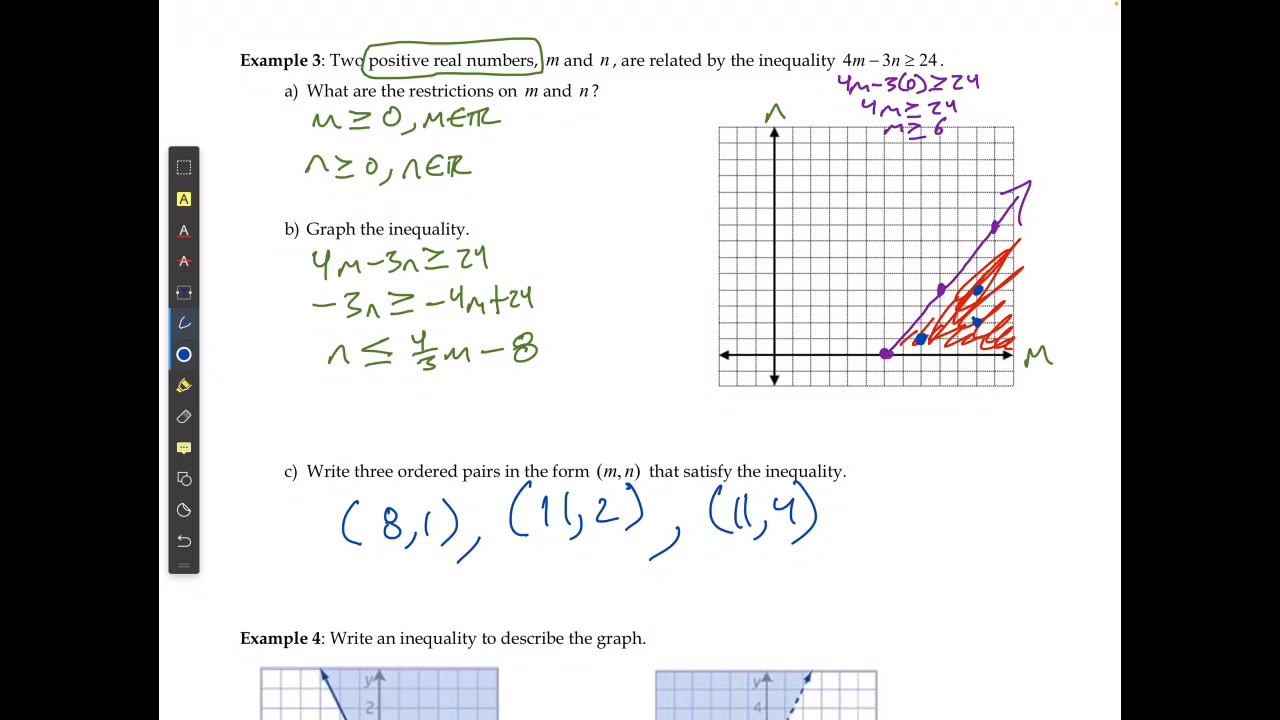 Example 3: Two positive real numbers, m and n, are related by the inequality 4m − 3n ≥ 24.
4m-3(0) ≥ 24
a) What are the restrictions on m and n?
4m ≥ 24
m ≥ 0, m∈ℝ
n
m ≥ 6
n ≥ 0, n∈ℝ
b) Graph the inequality.
4m-3n ≥ 24
-3n ≥ -4m+24
n ≤ 4/3 m - 8
M
c) Write three ordered pairs in the form (m, n) that satisfy the inequality.
(8,1), (11,2), (11,4)
Example 4: Write an inequality to describe the graph.
y
y
2
4
A
A
A